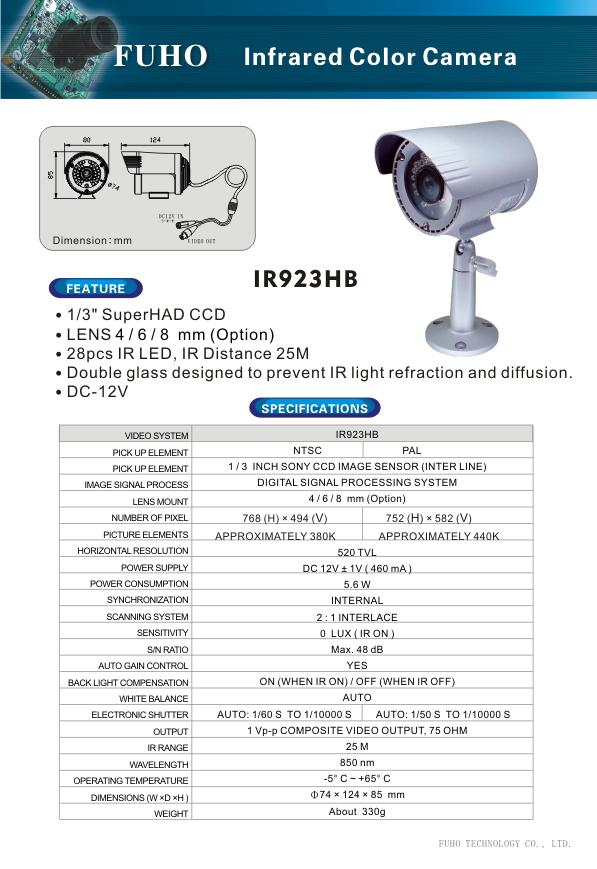 FUHO Infrared Color Camera
80
124
85
Φ74
DC12V IN
VIDEO OUT
Dimension:mm
IR923HB
FEATURE
• 1/3" SuperHAD CCD
• LENS 4 / 6 / 8 mm (Option)
• 28pcs IR LED, IR Distance 25M
• Double glass designed to prevent IR light refraction and diffusion.
• DC-12V
SPECIFICATIONS
VIDEO SYSTEM IR923HB
PICK UP ELEMENT NTSC PAL
PICK UP ELEMENT 1 / 3 INCH SONY CCD IMAGE SENSOR (INTER LINE)
IMAGE SIGNAL PROCESS DIGITAL SIGNAL PROCESSING SYSTEM
LENS MOUNT 4 / 6 / 8 mm (Option)
NUMBER OF PIXEL 768 (H) × 494 (V) 752 (H) × 582 (V)
PICTURE ELEMENTS APPROXIMATELY 380K APPROXIMATELY 440K
HORIZONTAL RESOLUTION 520 TVL
POWER SUPPLY DC 12V ± 1V ( 460 mA )
POWER CONSUMPTION 5.6 W
SYNCHRONIZATION INTERNAL
SCANNING SYSTEM 2 : 1 INTERLACE
SENSITIVITY 0 LUX ( IR ON )
S/N RATIO Max. 48 dB
AUTO GAIN CONTROL YES
BACK LIGHT COMPENSATION ON (WHEN IR ON) / OFF (WHEN IR OFF)
WHITE BALANCE AUTO
ELECTRONIC SHUTTER AUTO: 1/60 S TO 1/10000 S AUTO: 1/50 S TO 1/10000 S
OUTPUT 1 Vp-p COMPOSITE VIDEO OUTPUT, 75 OHM
IR RANGE 25 M
WAVELENGTH 850 nm
OPERATING TEMPERATURE -5° C ~ +65° C
DIMENSIONS (W ×D ×H ) Φ74 × 124 × 85 mm
WEIGHT About 330g
FUHO TECHNOLOGY CO., LTD.